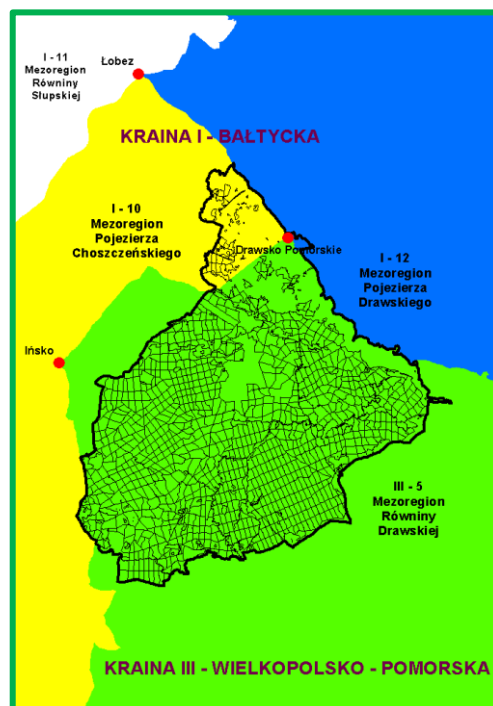 I - 11
Mezoregion
Równiny
Słupskiej
Łobez
KRAINA I - BAŁTYCKA
I - 10
Mezoregion
Pojezierza
Choszczeńskiego
Drawsko Pomorskie
I - 12
Mezoregion
Pojezierza
Drawskiego
Ińsko
III - 5
Mezoregion
Równiny
Drawskiej
KRAINA III - WIELKOPOLSKO - POMORSKA